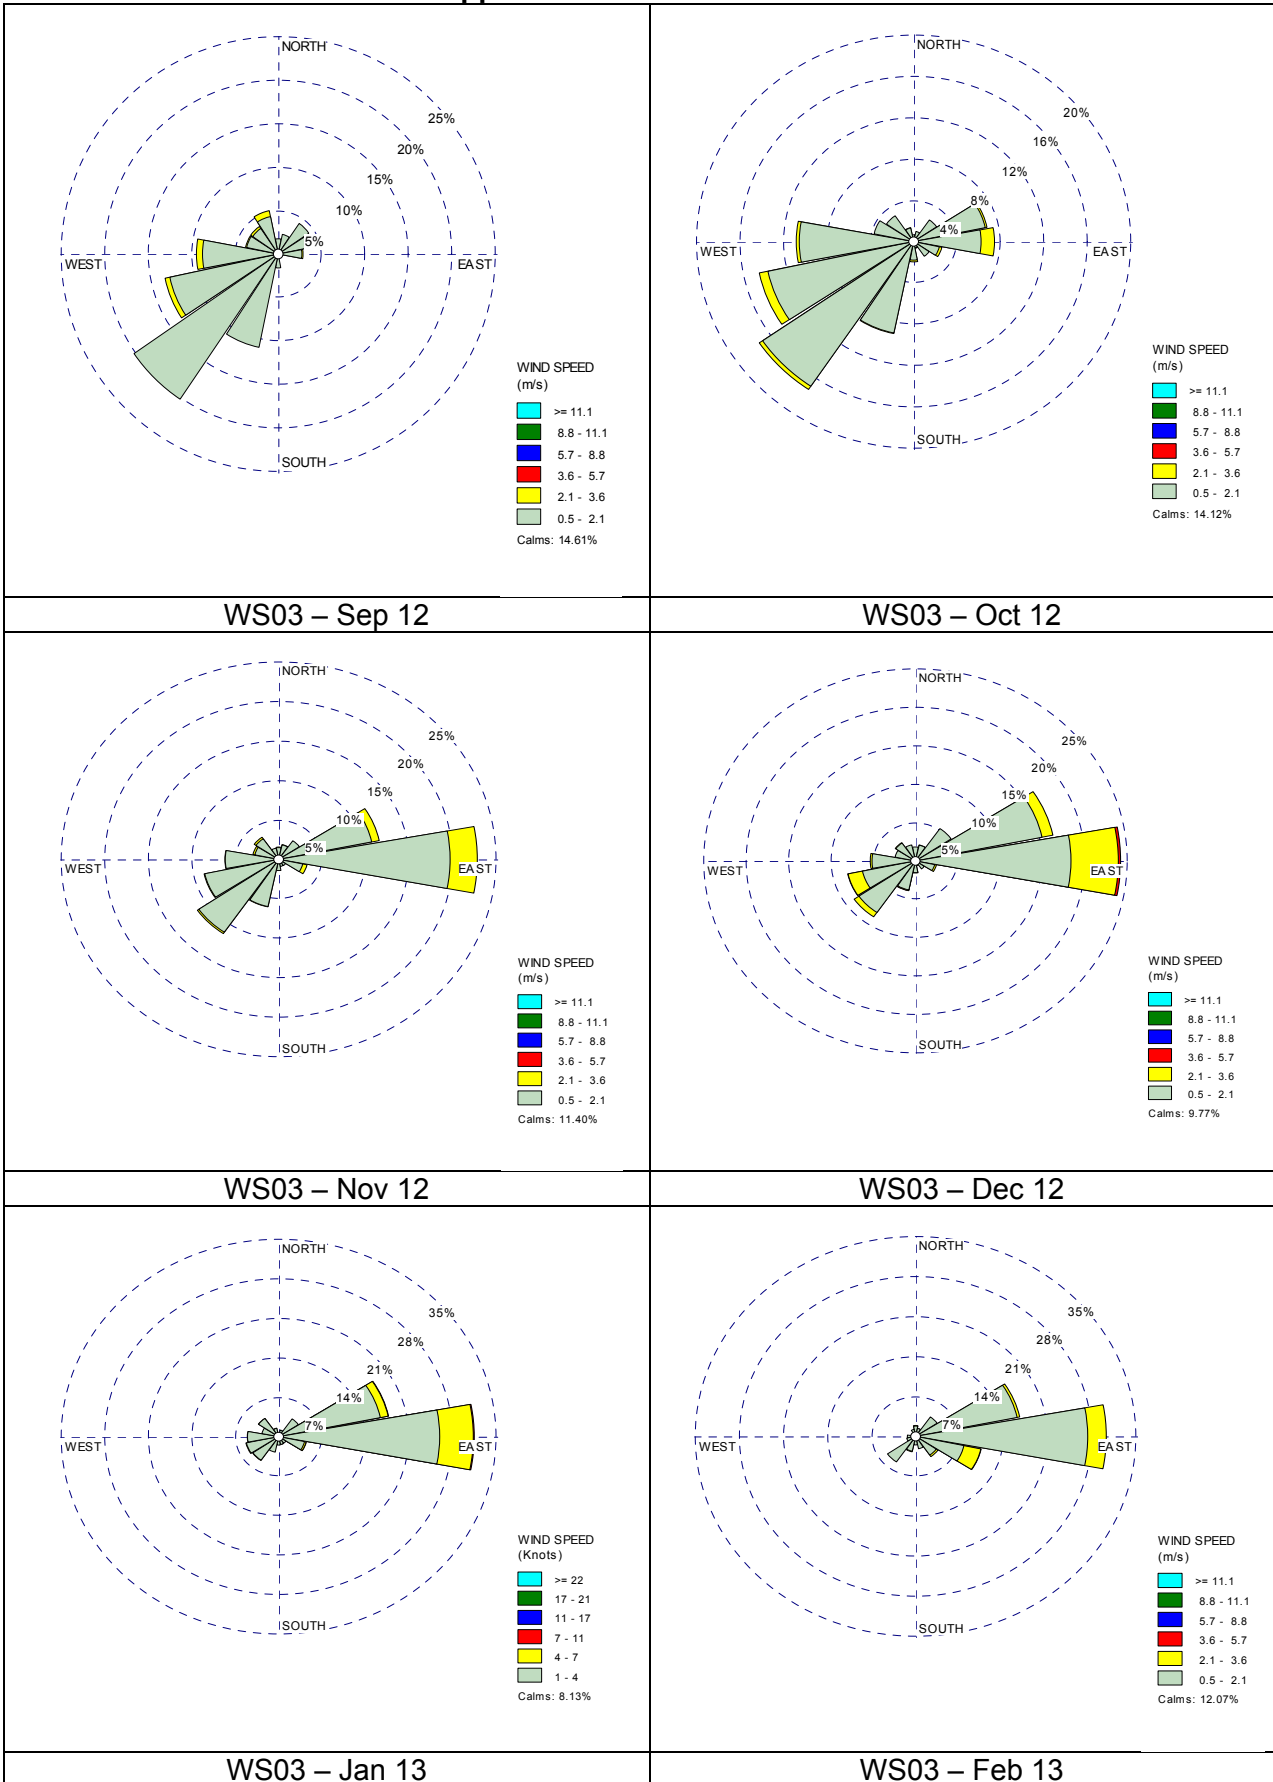 NORTH
25%
20%
15%
10%
5%
WEST
EAST
SOUTH
WIND SPEED
(m/s)
>= 11.1
8.8 - 11.1
5.7 - 8.8
3.6 - 5.7
2.1 - 3.6
0.5 - 2.1
Calms: 14.61%
WS03 – Sep 12
NORTH
20%
16%
12%
8%
4%
WEST
EAST
SOUTH
WIND SPEED
(m/s)
>= 11.1
8.8 - 11.1
5.7 - 8.8
3.6 - 5.7
2.1 - 3.6
0.5 - 2.1
Calms: 14.12%
WS03 – Oct 12
NORTH
25%
20%
15%
10%
5%
WEST
EAST
SOUTH
WIND SPEED
(m/s)
>= 11.1
8.8 - 11.1
5.7 - 8.8
3.6 - 5.7
2.1 - 3.6
0.5 - 2.1
Calms: 11.40%
WS03 – Nov 12
NORTH
25%
20%
15%
10%
5%
WEST
EAST
SOUTH
WIND SPEED
(m/s)
>= 11.1
8.8 - 11.1
5.7 - 8.8
3.6 - 5.7
2.1 - 3.6
0.5 - 2.1
Calms: 9.77%
WS03 – Dec 12
NORTH
35%
28%
21%
14%
7%
WEST
EAST
SOUTH
WIND SPEED
(Knots)
>= 22
17 - 21
11 - 17
7 - 11
4 - 7
1 - 4
Calms: 8.13%
WS03 – Jan 13
NORTH
35%
28%
21%
14%
7%
WEST
EAST
SOUTH
WIND SPEED
(m/s)
>= 11.1
8.8 - 11.1
5.7 - 8.8
3.6 - 5.7
2.1 - 3.6
0.5 - 2.1
Calms: 12.07%
WS03 – Feb 13